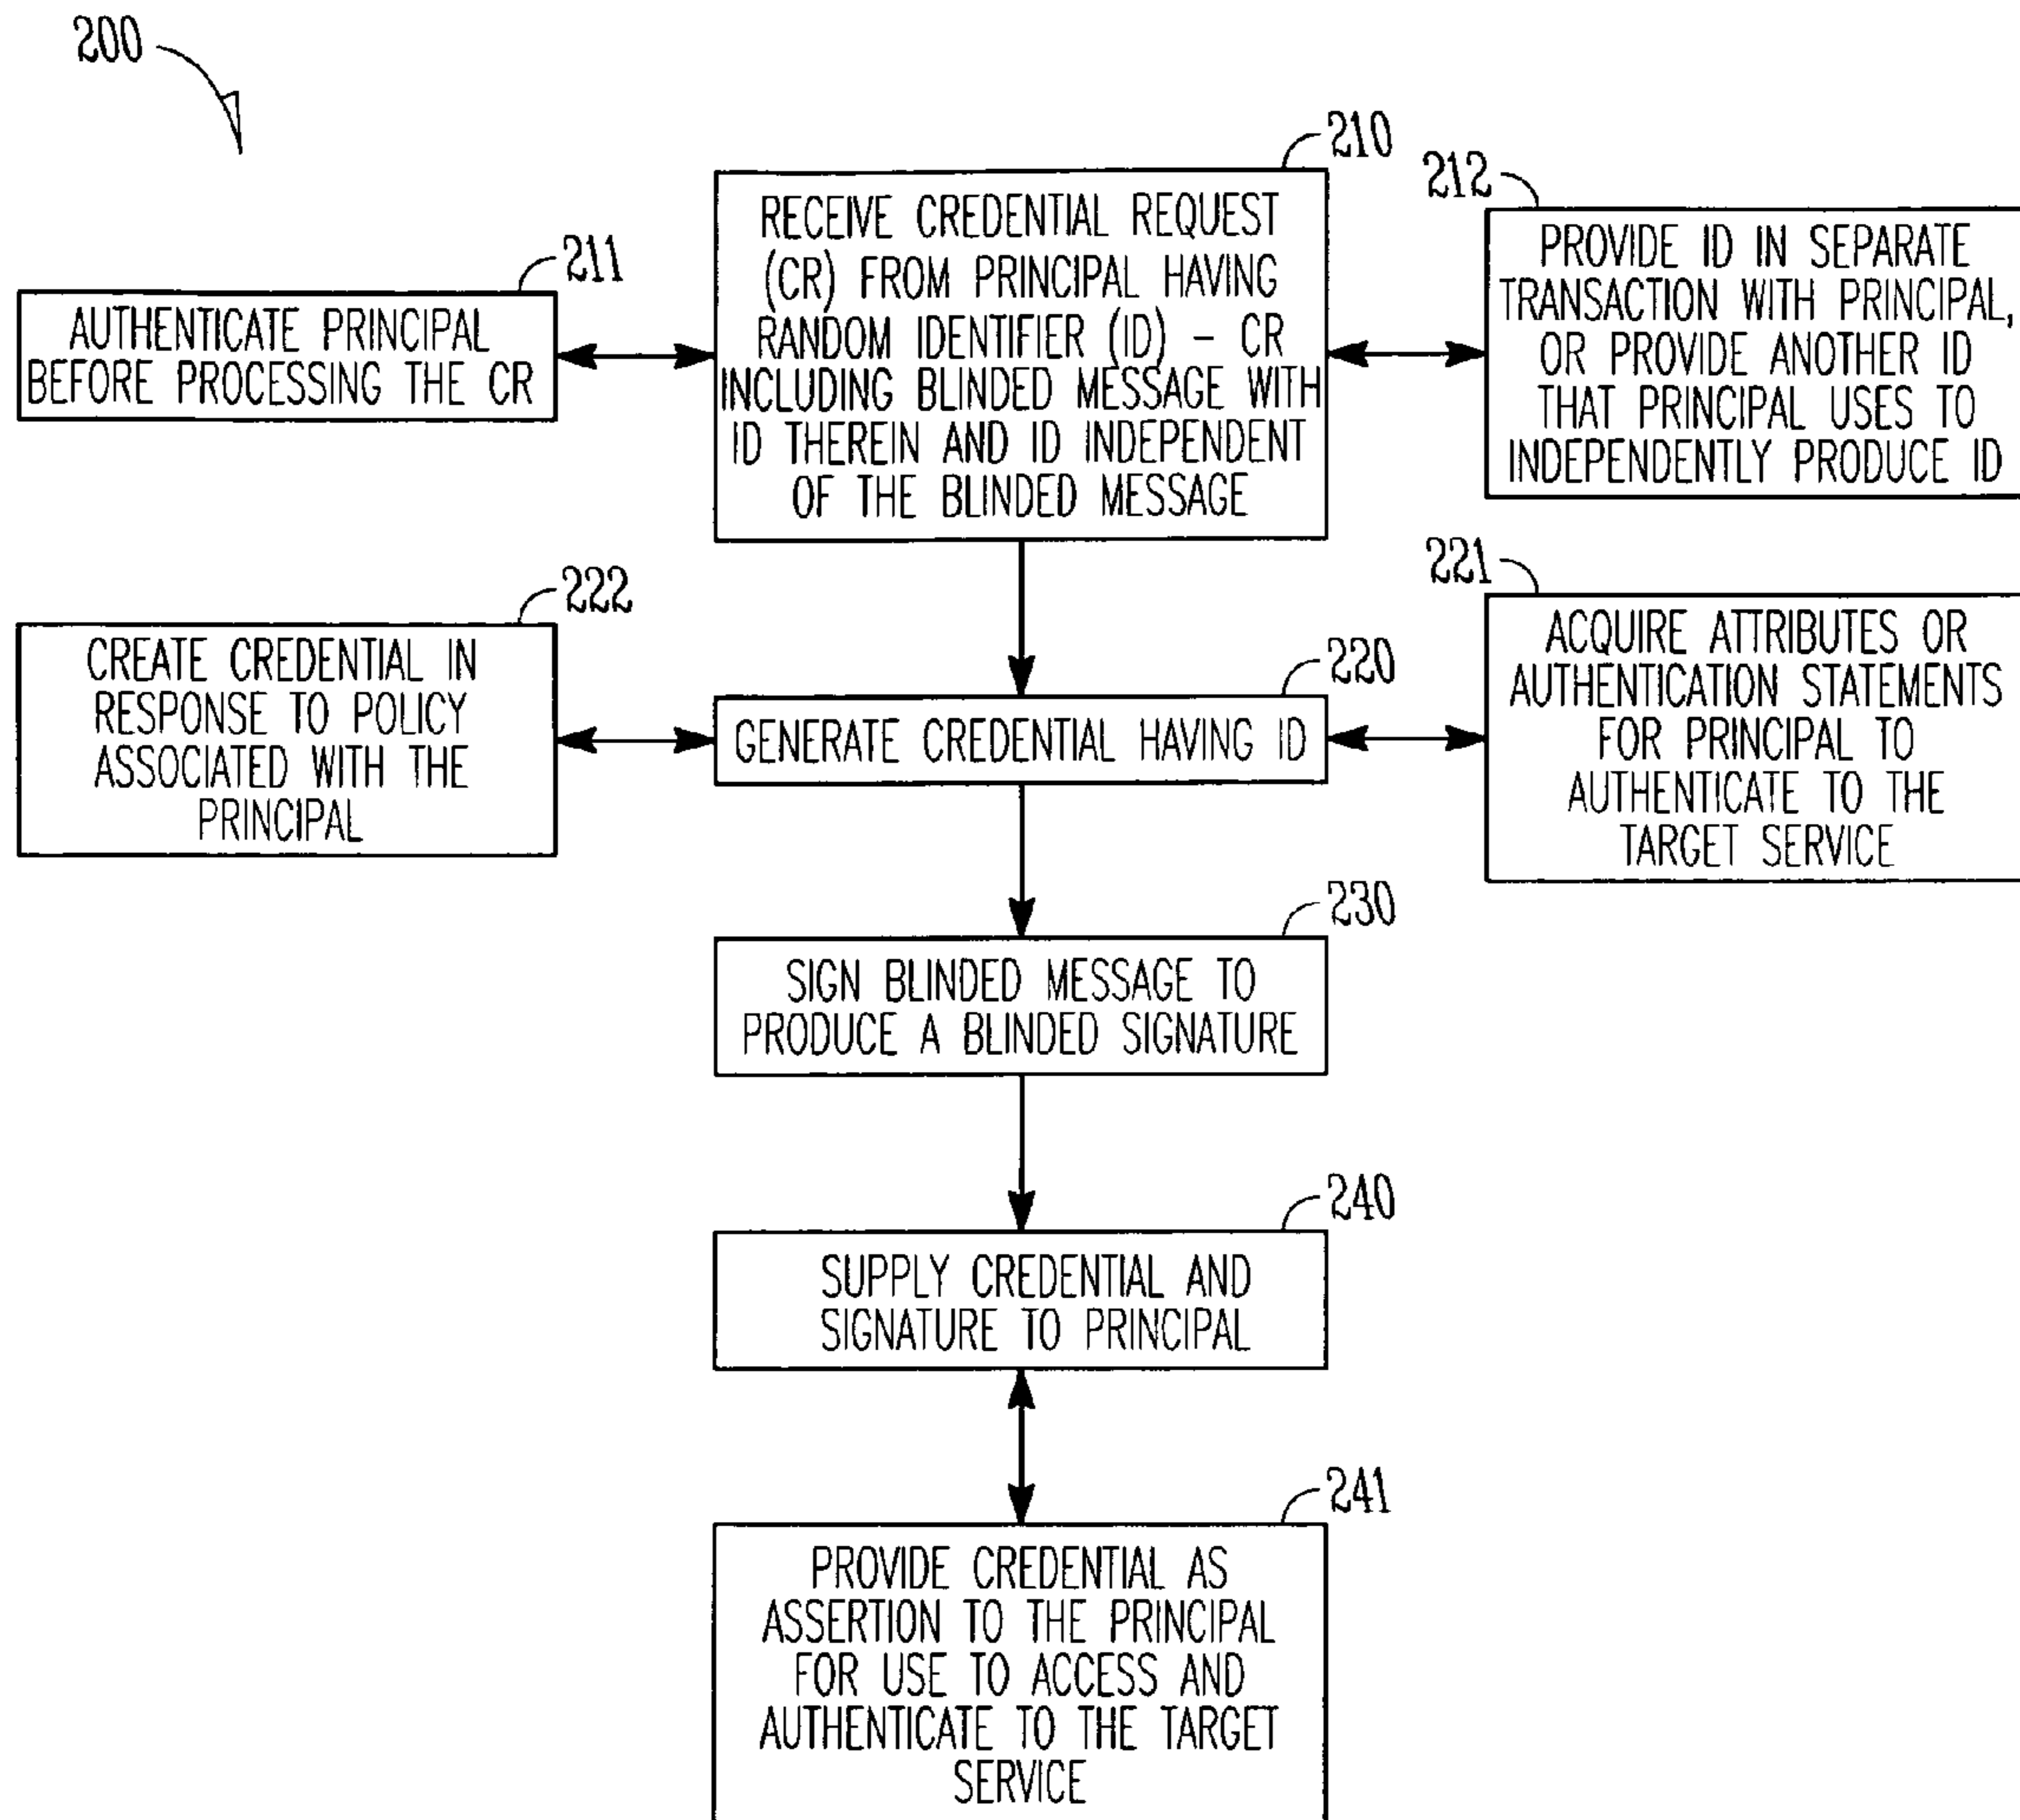 200
210
RECEIVE CREDENTIAL REQUEST
(CR) FROM PRINCIPAL HAVING
RANDOM IDENTIFIER (ID) – CR
INCLUDING BLINDED MESSAGE WITH
ID THEREIN AND ID INDEPENDENT
OF THE BLINDED MESSAGE
211
AUTHENTICATE PRINCIPAL
BEFORE PROCESSING THE CR
212
PROVIDE ID IN SEPARATE
TRANSACTION WITH PRINCIPAL,
OR PROVIDE ANOTHER ID
THAT PRINCIPAL USES TO
INDEPENDENTLY PRODUCE ID
222
CREATE CREDENTIAL IN
RESPONSE TO POLICY
ASSOCIATED WITH THE
PRINCIPAL
220
GENERATE CREDENTIAL HAVING ID
221
ACQUIRE ATTRIBUTES OR
AUTHENTICATION STATEMENTS
FOR PRINCIPAL TO
AUTHENTICATE TO THE
TARGET SERVICE
230
SIGN BLINDED MESSAGE TO
PRODUCE A BLINDED SIGNATURE
240
SUPPLY CREDENTIAL AND
SIGNATURE TO PRINCIPAL
241
PROVIDE CREDENTIAL AS
ASSERTION TO THE PRINCIPAL
FOR USE TO ACCESS AND
AUTHENTICATE TO THE TARGET
SERVICE